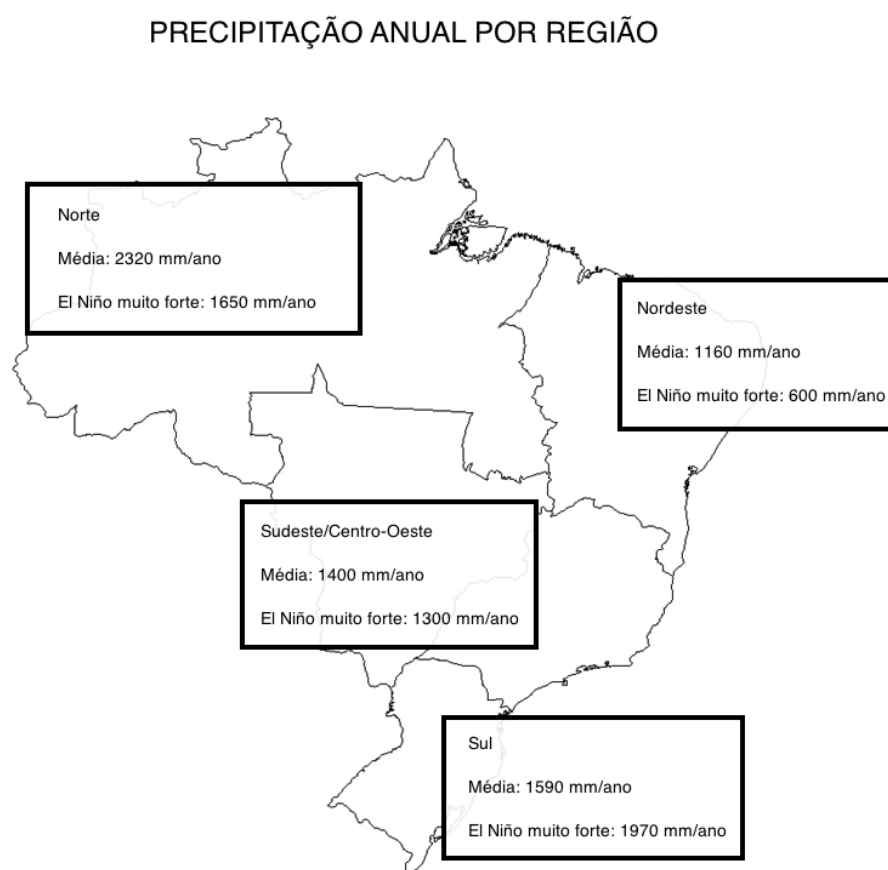 PRECIPITAÇÃO ANUAL POR REGIÃO
Norte
Média: 2320 mm/ano
El Niño muito forte: 1650 mm/ano
Nordeste
Média: 1160 mm/ano
El Niño muito forte: 600 mm/ano
Sudeste/Centro-Oeste
Média: 1400 mm/ano
El Niño muito forte: 1300 mm/ano
Sul
Média: 1590 mm/ano
El Niño muito forte: 1970 mm/ano